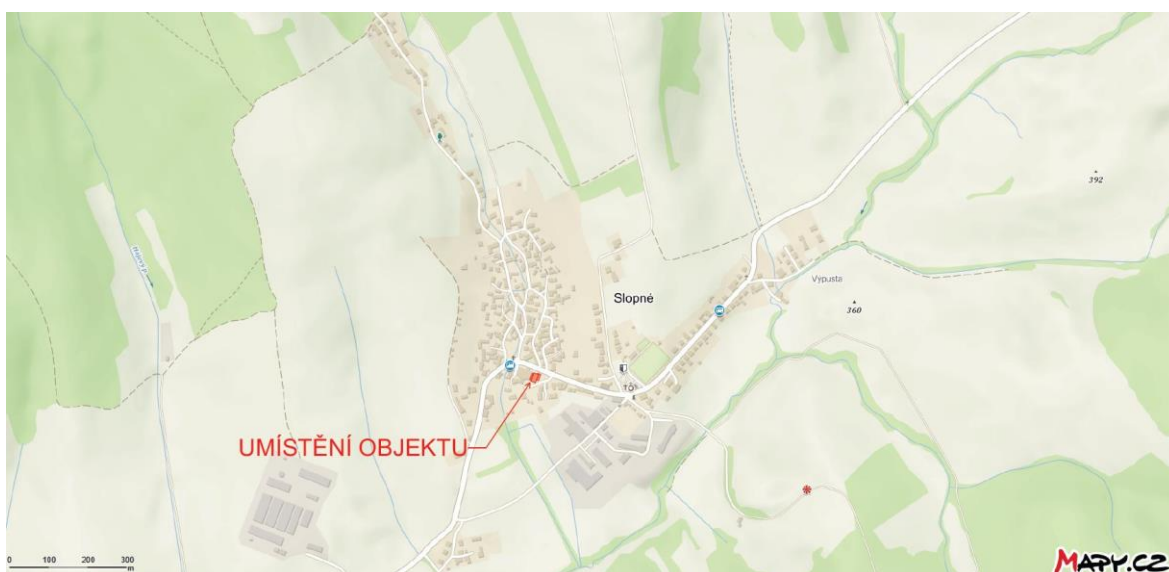 392
Slopné
Výpusta
360
UMÍSTĚNÍ OBJEKTU
0 100 200 300
m
MAPY.CZ